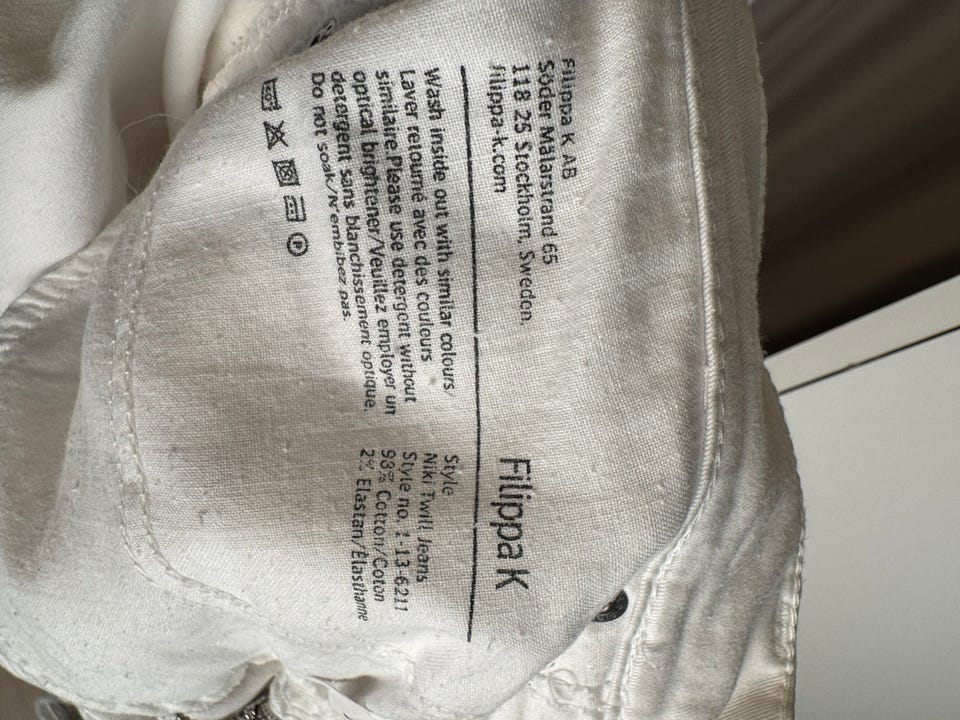 Filippa K AB
Söder Mälarstrand 65
118 25 Stockholm, Sweden.
filippa-k.com
Filippa K
Wash inside out with similar colours/
Laver retourné avec des couleurs
similaire.Please use detergent without
optical brightener/Veuillez employer un
detergent sans blanchissement optique.
Do not soak/N'embibez pas.
P
Style
Niki Twill Jeans
Style no. 1-13-6211
98% Cotton/Coton
2% Elastan/Élasthanne